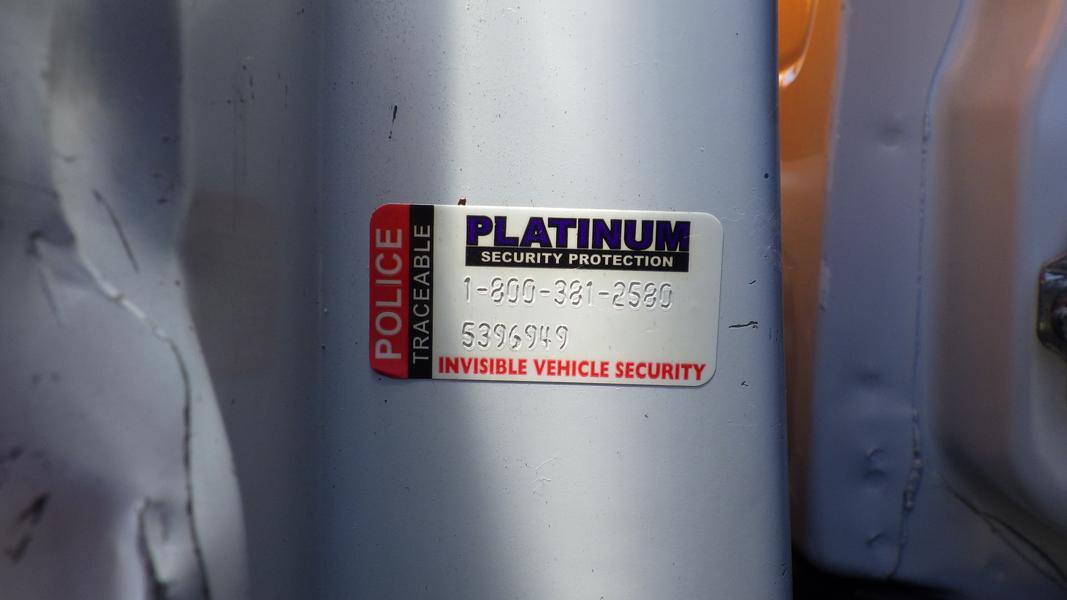 POLICE
TRACEABLE
PLATINUM
SECURITY PROTECTION
1-800-381-2580
5396949
INVISIBLE VEHICLE SECURITY